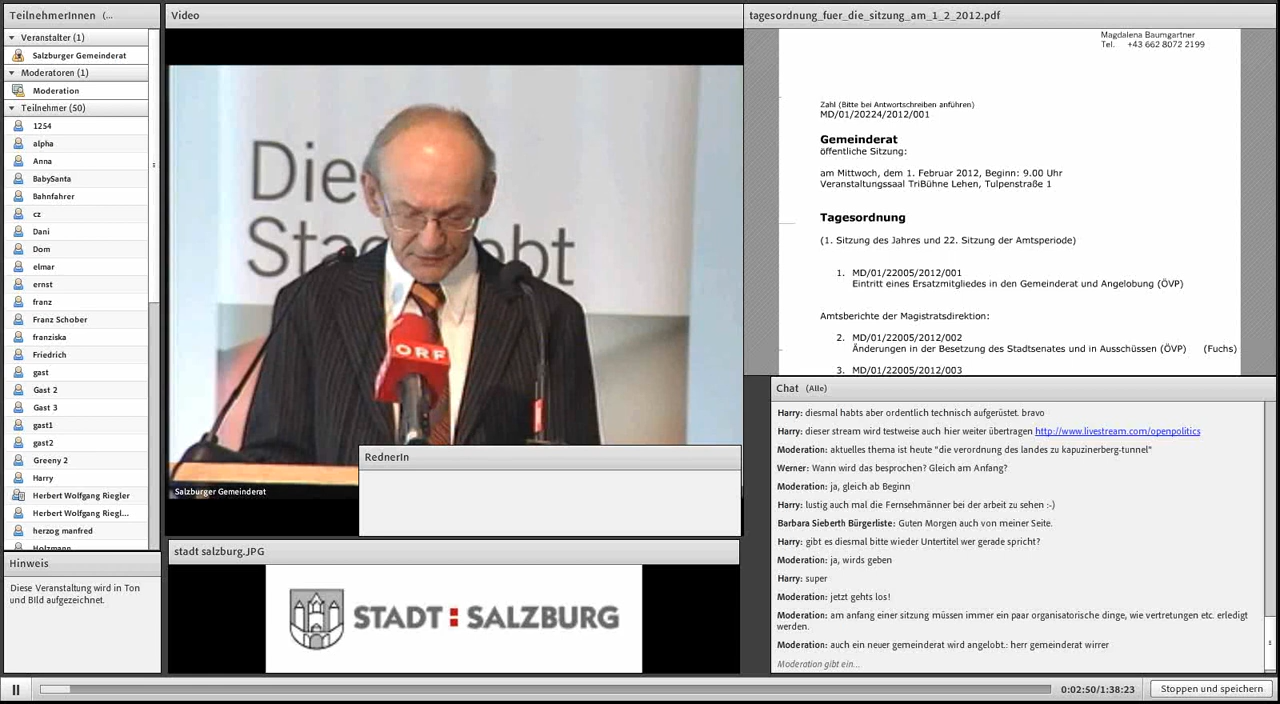 TeilnehmerInnen (...
Veranstalter (1)
Salzburger Gemeinderat
Moderatoren (1)
Moderation
Teilnehmer (50)
1254
alpha
Anna
BabySanta
Bahnfahrer
cz
Dani
Dom
elmar
ernst
franz
Franz Schober
franziska
Friedrich
gast
Gast 2
Gast 3
gast1
gast2
Greeny 2
Harry
Herbert Wolfgang Riegler
Herbert Wolfgang Riegl...
herzog manfred
Holzmann
Hinweis
Diese Veranstaltung wird in Ton
und BIld aufgezeichnet.
Video
Die
Stadt lebt
ORF
Salzburger Gemeinderat
RednerIn
stadt salzburg.JPG
STADT : SALZBURG
tagesordnung_fuer_die_sitzung_am_1_2_2012.pdf
Magdalena Baumgartner
Tel. +43 662 8072 2199
Zahl (Bitte bei Antwortschreiben anführen)
MD/01/20224/2012/001
Gemeinderat
öffentliche Sitzung:
am Mittwoch, dem 1. Februar 2012, Beginn: 9.00 Uhr
Veranstaltungssaal TriBühne Lehen, Tulpenstraße 1
Tagesordnung
(1. Sitzung des Jahres und 22. Sitzung der Amtsperiode)
1. MD/01/22005/2012/001
Eintritt eines Ersatzmitgliedes in den Gemeinderat und Angelobung (ÖVP)
Amtsberichte der Magistratsdirektion:
2. MD/01/22005/2012/002
Änderungen in der Besetzung des Stadtsenates und in Ausschüssen (ÖVP) (Fuchs)
3. MD/01/22005/2012/003
Chat (Alle)
Harry: diesmal habts aber ordentlich technisch aufgerüstet. bravo
Harry: dieser stream wird testweise auch hier weiter übertragen http://www.livestream.com/openpolitics
Moderation: aktuelles thema ist heute "die verordnung des landes zu kapuzinerberg-tunnel"
Werner: Wann wird das besprochen? Gleich am Anfang?
Moderation: ja, gleich ab Beginn
Harry: lustig auch mal die Fernsehmänner bei der arbeit zu sehen :-)
Barbara Sieberth Bürgerliste: Guten Morgen auch von meiner Seite.
Harry: gibt es diesmal bitte wieder Untertitel wer gerade spricht?
Moderation: ja, wirds geben
Harry: super
Moderation: jetzt gehts los!
Moderation: am anfang einer sitzung müssen immer ein paar organisatorische dinge, wie vertretungen etc. erledigt
werden.
Moderation: auch ein neuer gemeinderat wird angelobt.: herr gemeinderat wirrer
Moderation gibt ein...
0:02:50/1:38:23
Stoppen und speichern